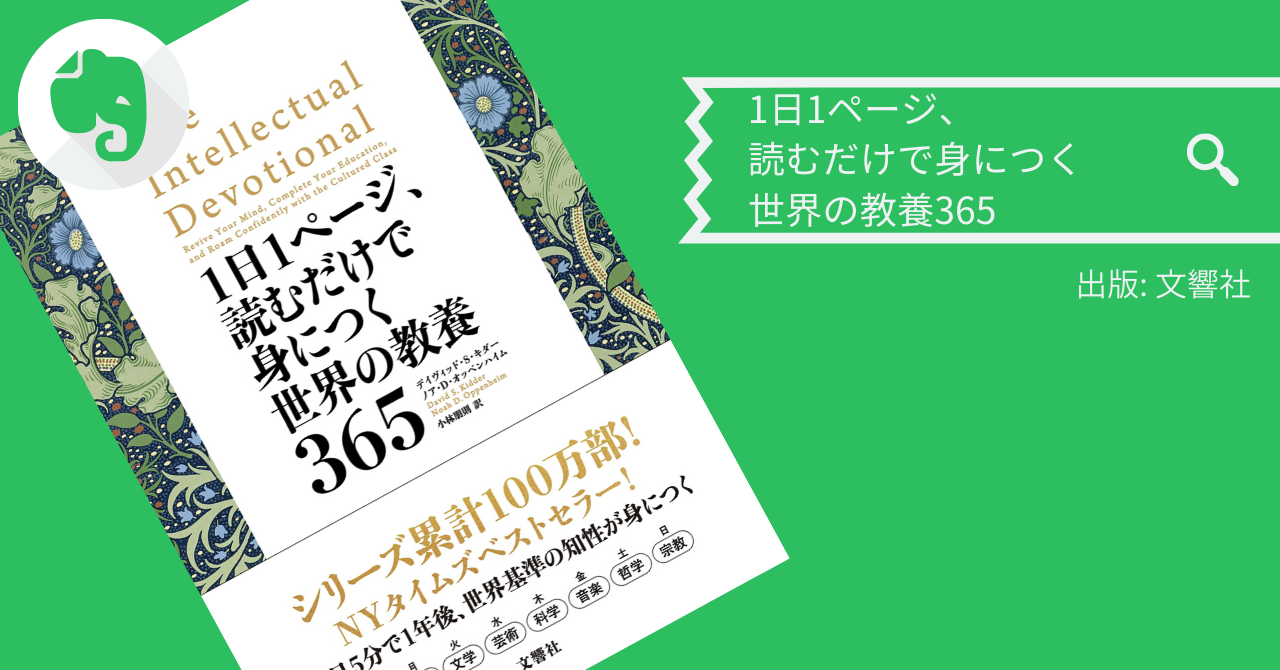 e
Intellectual
Devotional
Revive Your Mind, Complete Your Education,
and Roam Confidently with the Cultured Class
1日1ページ、
読むだけで
身につく
世界の教養
365
デイヴィッド・S・キダー
ノア・D・オッペンハイム
David S. Kidder
Noah D. Oppenheim
小林朋則 訳
シリーズ累計100万部!
NYタイムズベストセラー!
5分で1年後、世界基準の知性が身につく
月 火 水 木 金 土 日
文学 芸術 科学 音楽 哲学 宗教
文響社
1日1ページ、
読むだけで身につく
世界の教養365
出版: 文響社